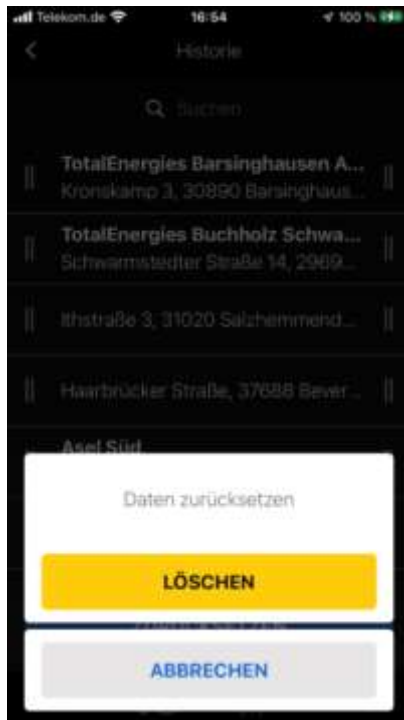 Telekom.de 16:54 100 %
Historie
Suchen
TotalEnergies Barsinghausen A...
Kronskamp 3, 30890 Barsinghaus...
TotalEnergies Buchholz Schwa...
Schwarmstedter Straße 14, 2969...
Ithstraße 3, 31020 Salzhemmend...
Haarbrücker Straße, 37688 Bever...
Asel Süd,
Daten zurücksetzen
LÖSCHEN
ABBRECHEN